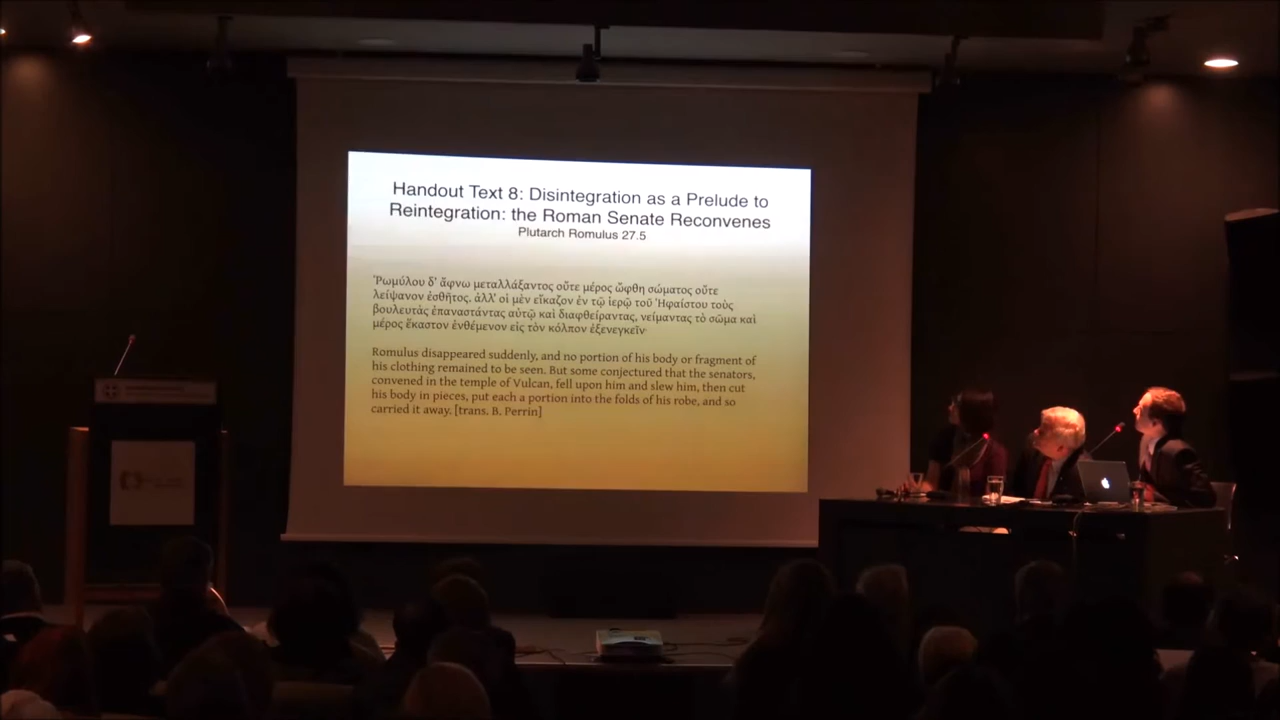 Handout Text 8: Disintegration as a Prelude to
Reintegration: the Roman Senate Reconvenes
Plutarch Romulus 27.5
Ῥωμύλου δ' ἄφνω μεταλλάξαντος οὔτε μέρος ὤφθη σώματος οὔτε
λείψανον ἐσθῆτος. ἀλλ' οἱ μὲν εἴκαζον ἐν τῷ ἱερῷ τοῦ Ἡφαίστου τοὺς
βουλευτὰς ἐπαναστάντας αὐτῷ καὶ διαφθείραντας, νείμαντας τὸ σῶμα καὶ
μέρος ἕκαστον ἐνθέμενον εἰς τὸν κόλπον ἐξενεγκεῖν·
Romulus disappeared suddenly, and no portion of his body or fragment of
his clothing remained to be seen. But some conjectured that the senators,
convened in the temple of Vulcan, fell upon him and slew him, then cut
his body in pieces, put each a portion into the folds of his robe, and so
carried it away. [trans. B. Perrin]